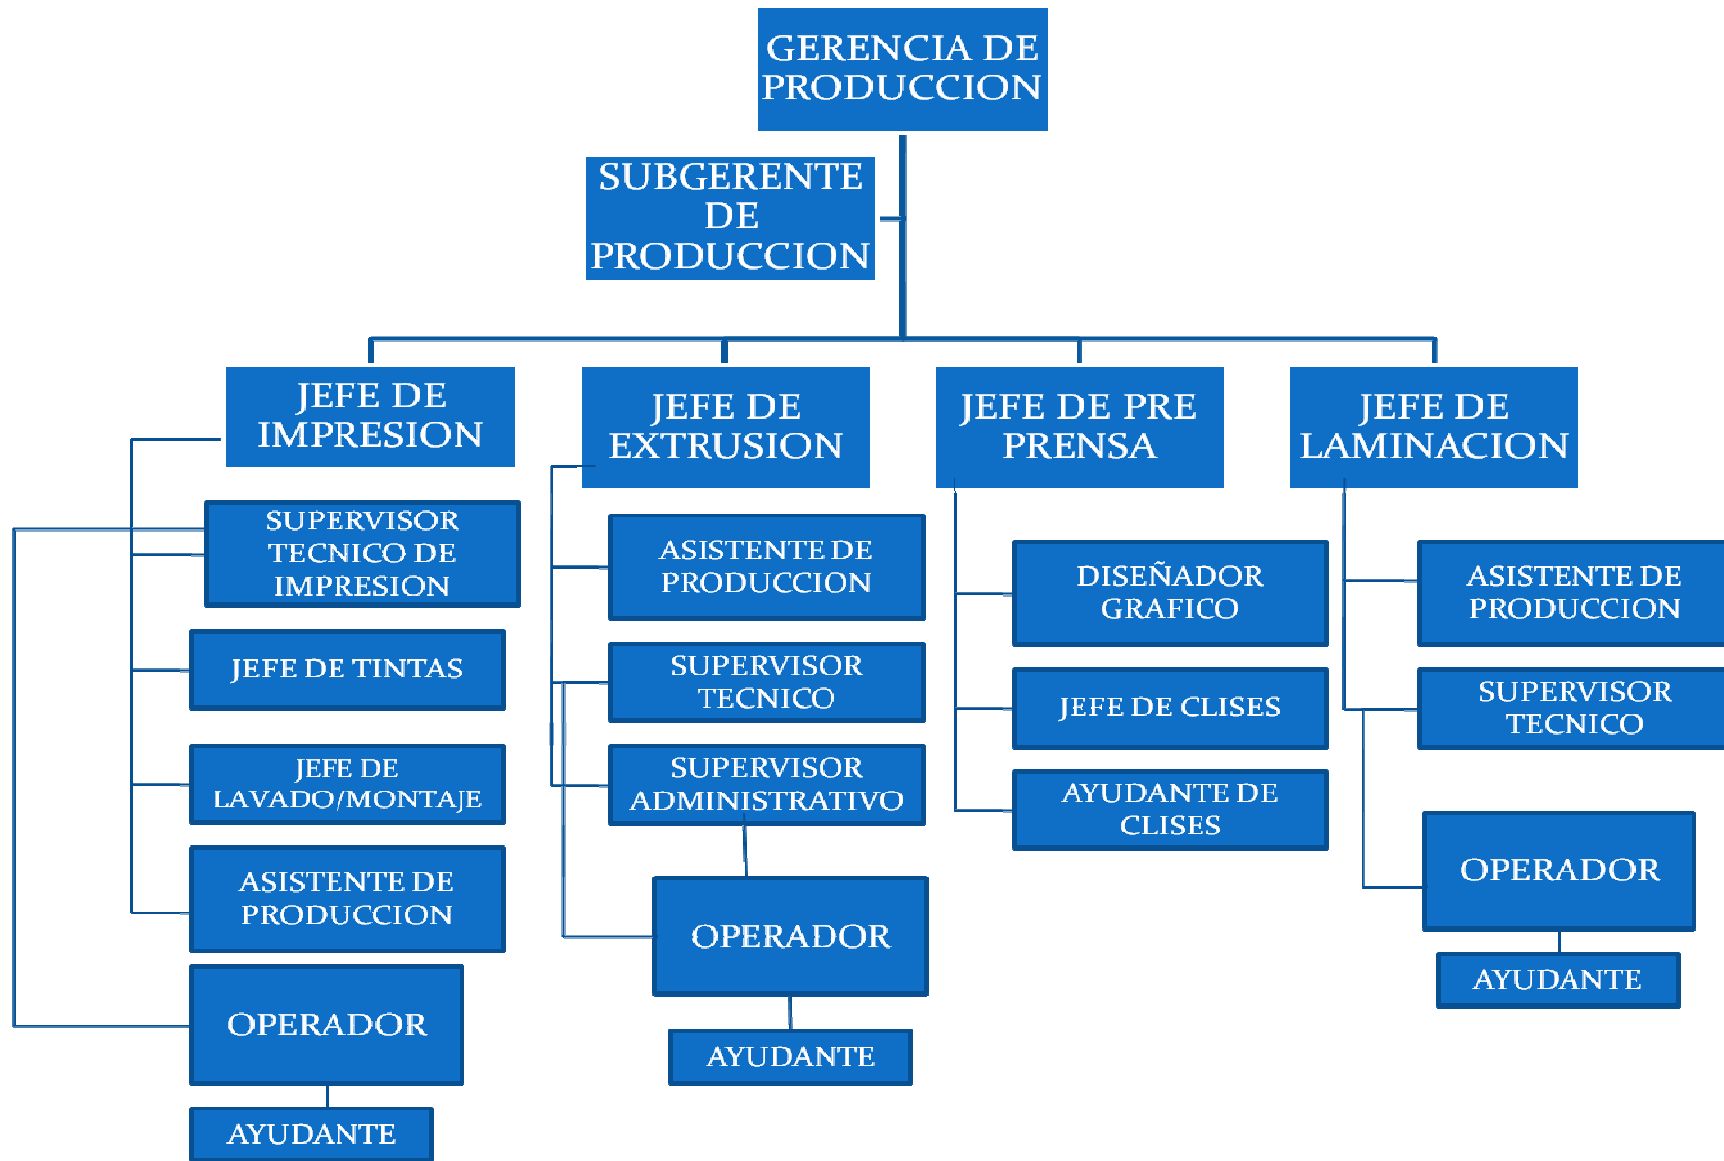 GERENCIA DE
PRODUCCION
SUBGERENTE
DE
PRODUCCION
JEFE DE
IMPRESION
JEFE DE
EXTRUSION
JEFE DE PRE
PRENSA
JEFE DE
LAMINACION
SUPERVISOR
TECNICO DE
IMPRESION
JEFE DE TINTAS
JEFE DE
LAVADO/MONTAJE
ASISTENTE DE
PRODUCCION
OPERADOR
AYUDANTE
ASISTENTE DE
PRODUCCION
SUPERVISOR
TECNICO
SUPERVISOR
ADMINISTRATIVO
OPERADOR
AYUDANTE
DISEÑADOR
GRAFICO
JEFE DE CLISES
AYUDANTE DE
CLISES
ASISTENTE DE
PRODUCCION
SUPERVISOR
TECNICO
OPERADOR
AYUDANTE